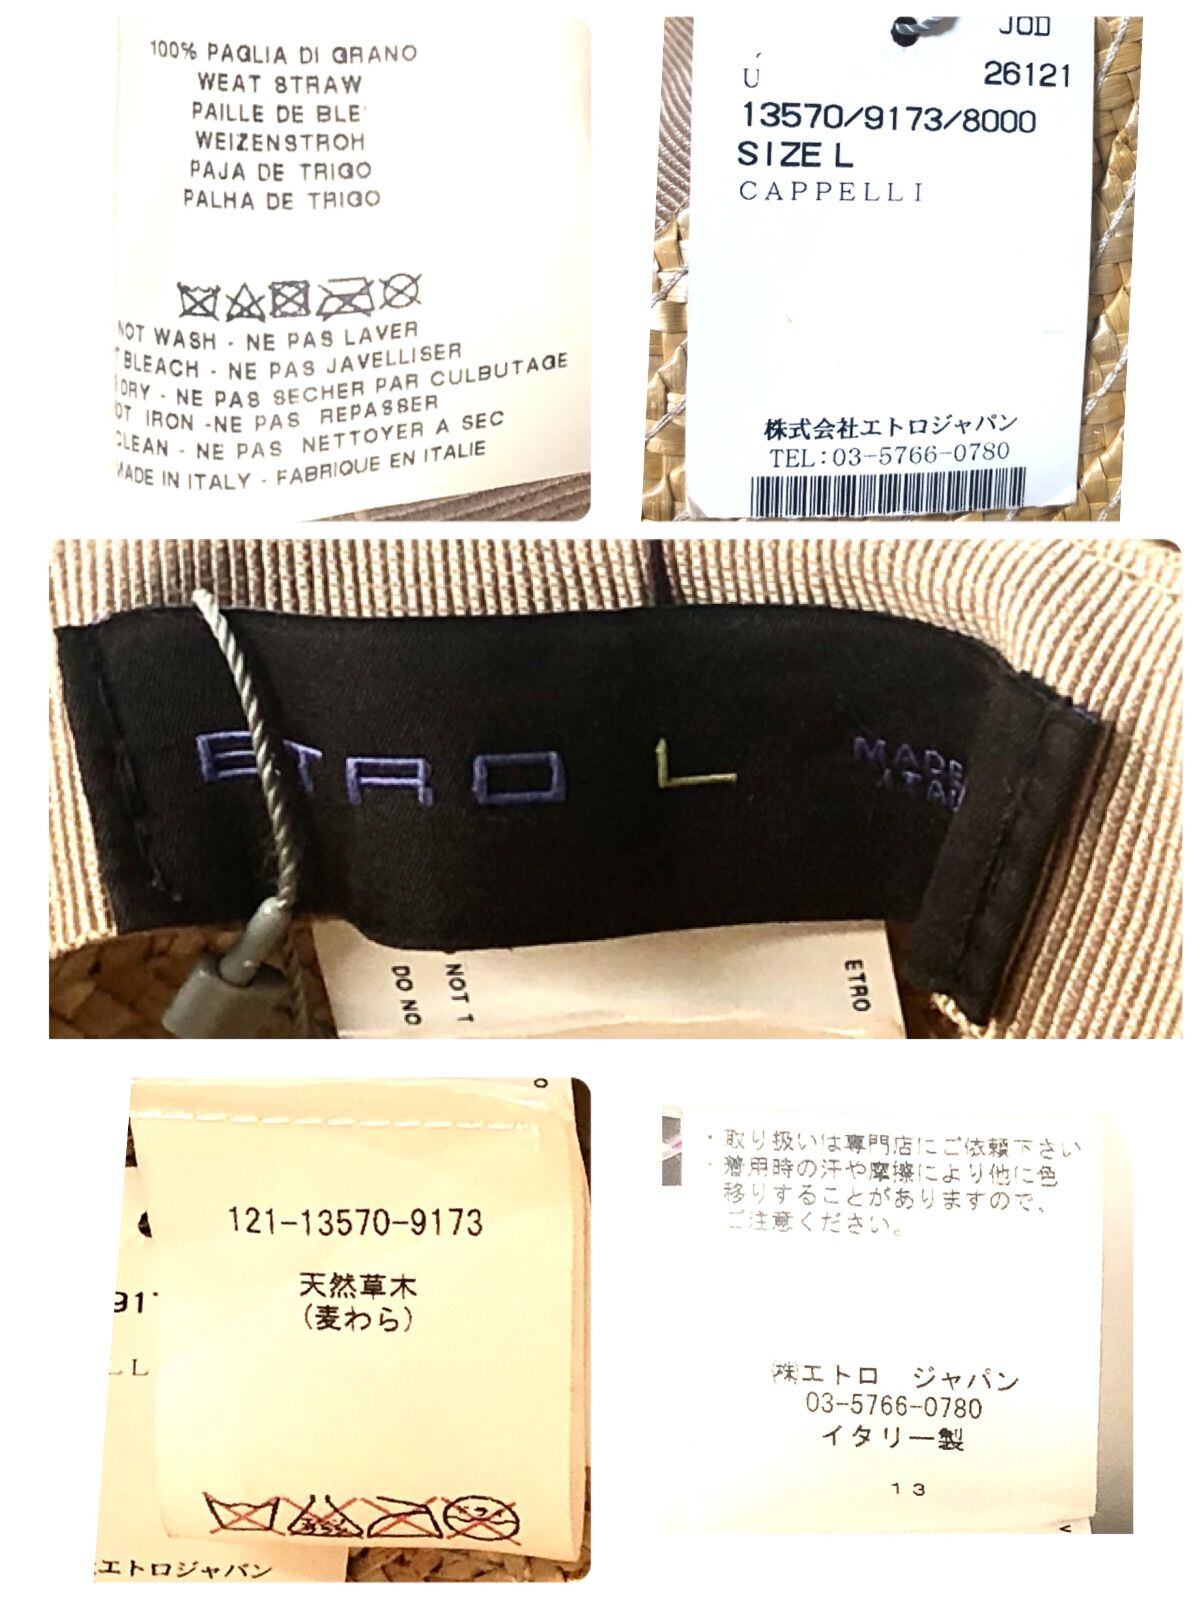 100% PAGLIA DI GRANO
WEAT STRAW
PAILLE DE BLE'
WEIZENSTROH
PAJA DE TRIGO
PALHA DE TRIGO
NOT WASH - NE PAS LAVER
BLEACH - NE PAS JAVELLISER
DRY - NE PAS SECHER PAR CULBUTAGE
IRON -NE PAS REPASSER
CLEAN - NE PAS NETTOYER A SEC
MADE IN ITALY - FABRIQUE EN ITALIE
JOD
Ú 26121
13570/9173/8000
SIZE L
CAPPELLI
株式会社エトロジャパン
TEL:03-5766-0780
ETRO L MADE
ITAL
NOT T
DO NO
ETRO
121-13570-9173
天然草木
(麦わら)
917
LL
エトロジャパン
・取り扱いは専門店にご依頼下さい
・着用時の汗や摩擦により他に色
移りすることがありますので、
ご注意ください。
㈱エトロ ジャパン
03-5766-0780
イタリー製
13